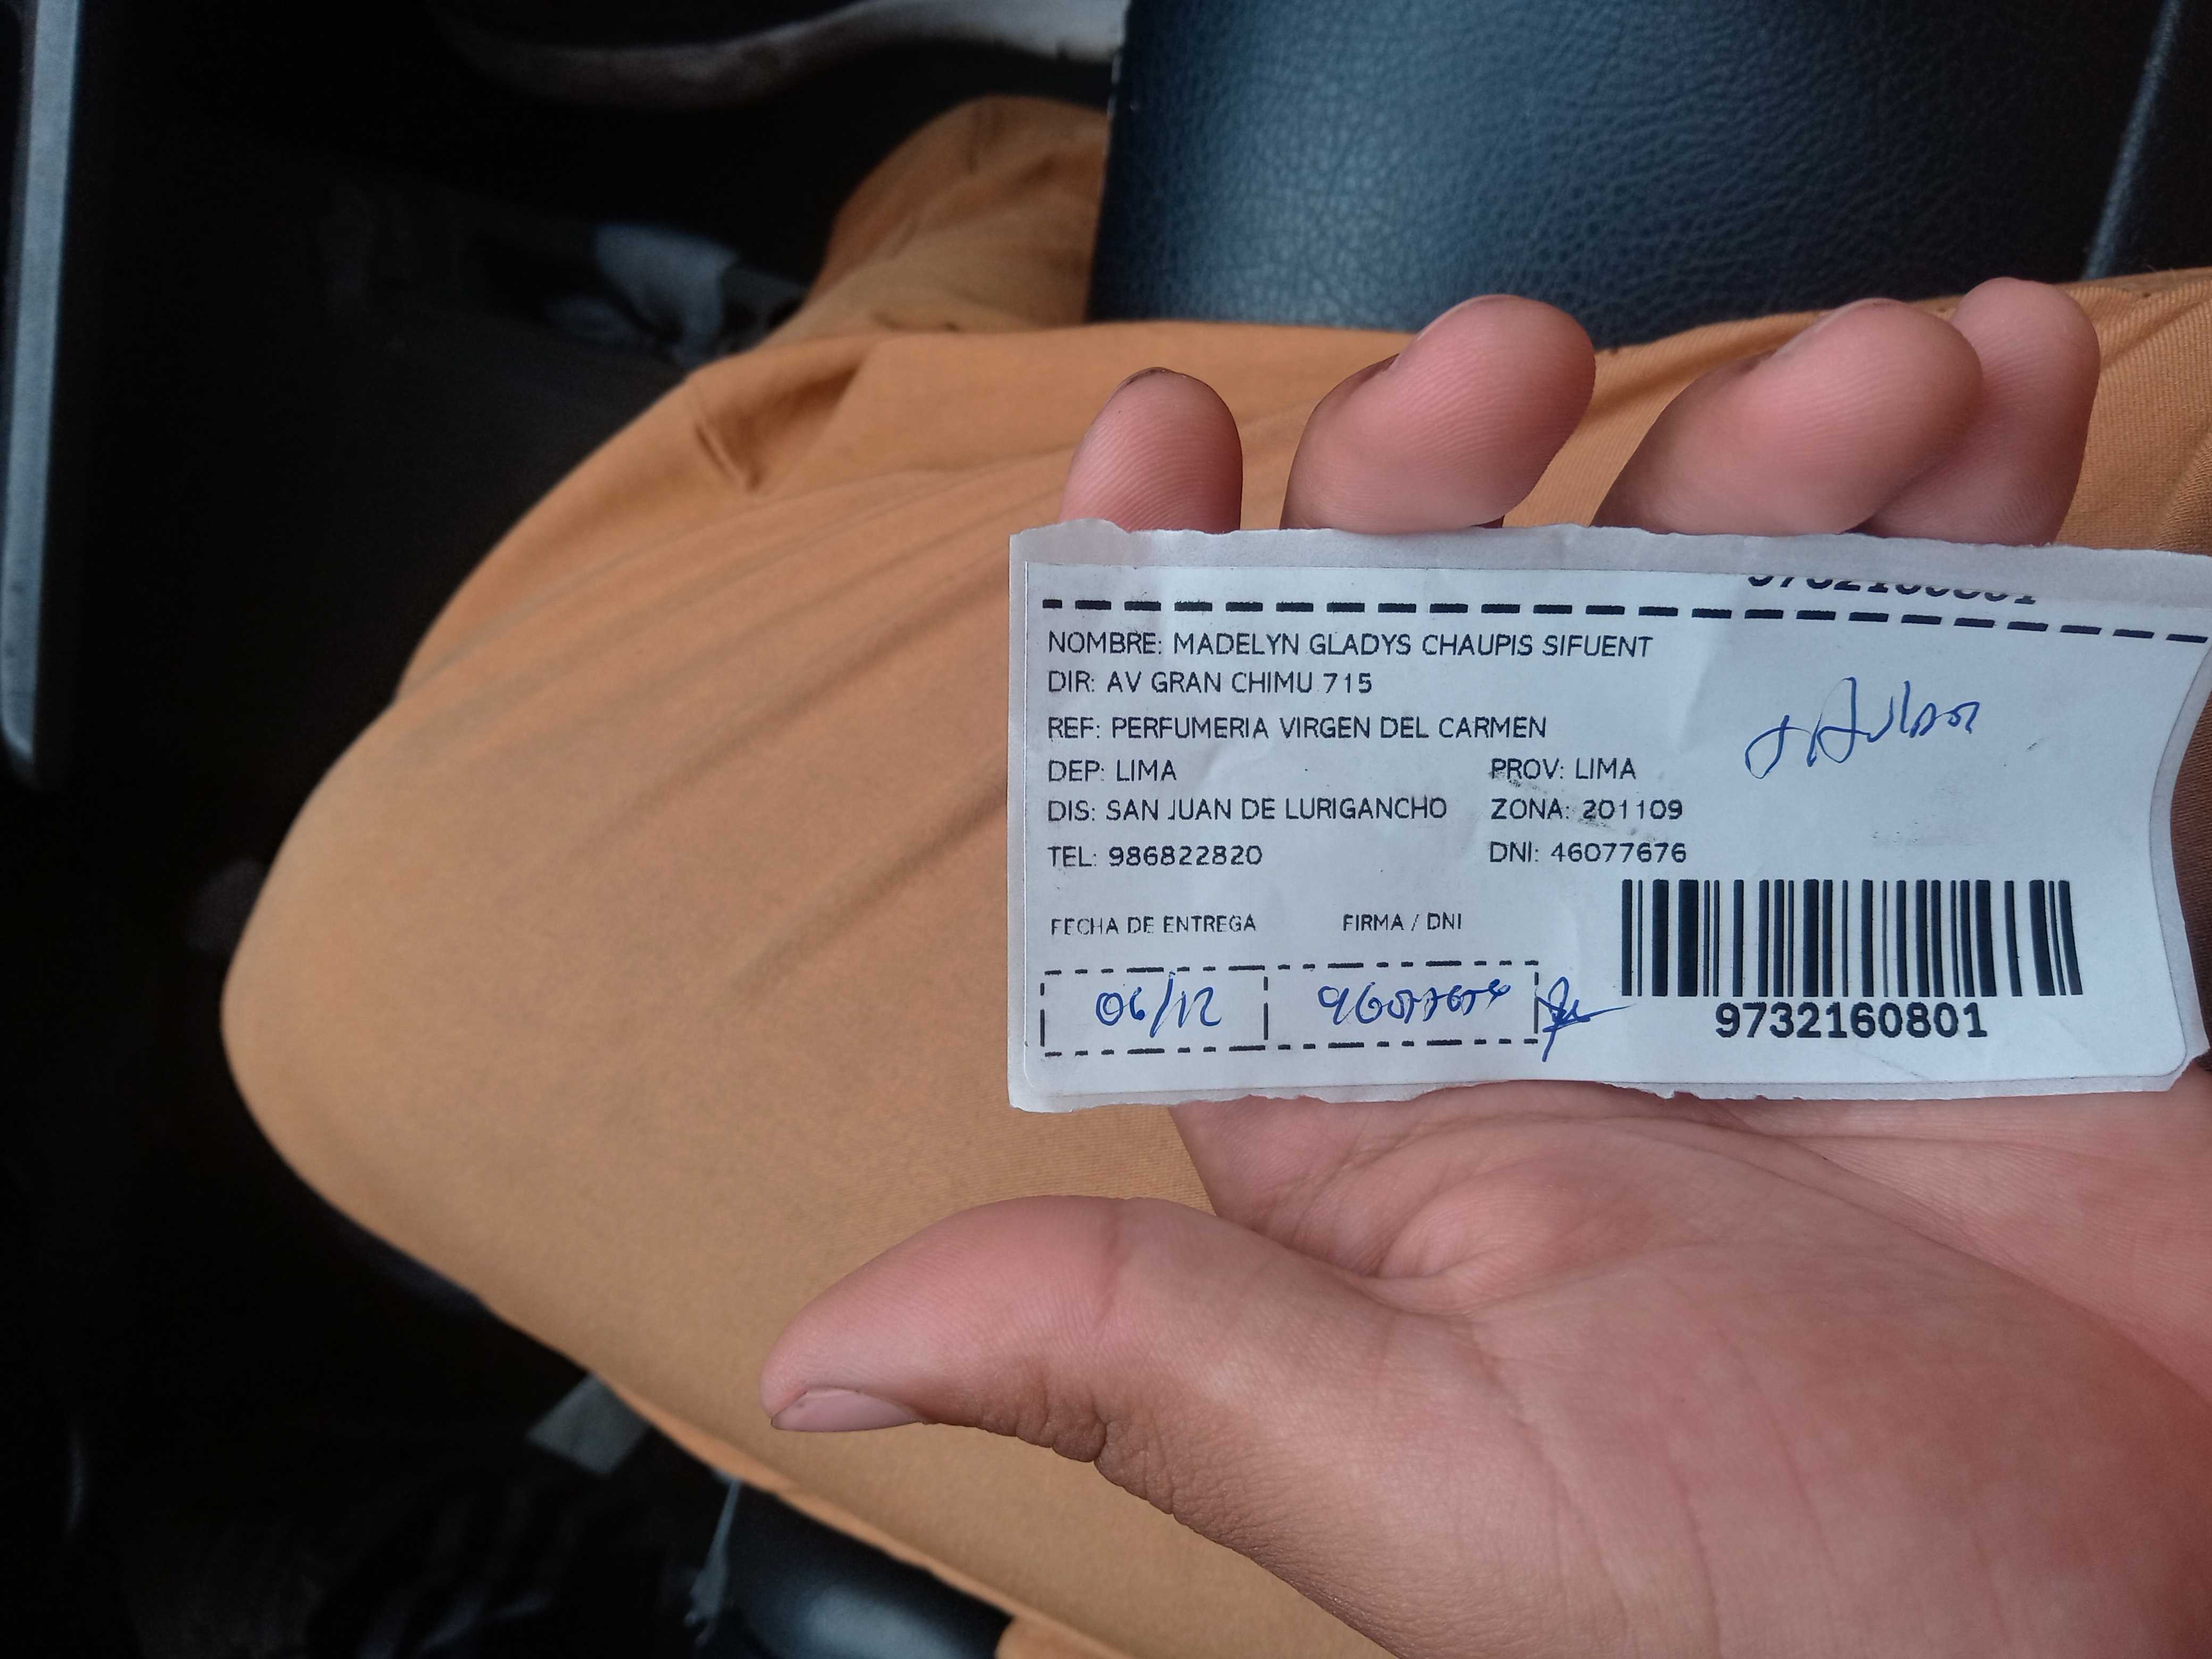 NOMBRE: MADELYN GLADYS CHAUPIS SIFUENT
DIR: AV GRAN CHIMU 715
REF: PERFUMERIA VIRGEN DEL CARMEN
DEP: LIMA PROV: LIMA
DIS: SAN JUAN DE LURIGANCHO ZONA: 201109
TEL: 986822820 DNI: 46077676
FECHA DE ENTREGA FIRMA / DNI
06/12
9732160801